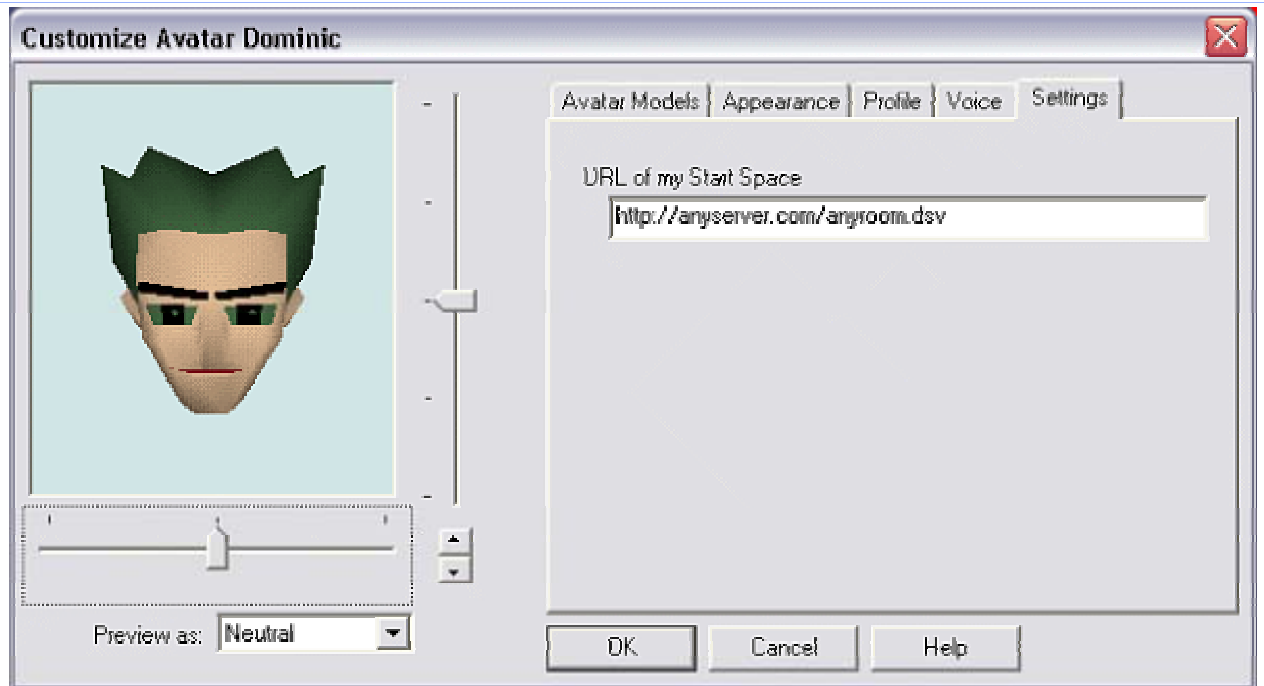 Customize Avatar Dominic
Avatar Models Appearance Profile Voice Settings
URL of my Start Space
http://anyserver.com/anyroom.dsv
Preview as: Neutral
OK Cancel Help